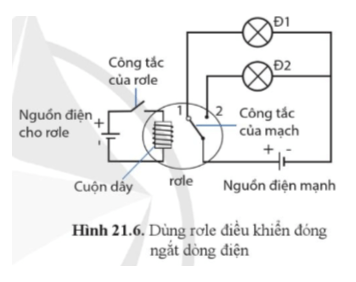 Đ1
Đ2
Công tắc
của rơle
Nguồn điện
cho rơle
+
-
1
2
Công tắc
của mạch
+ -
Cuộn dây
rơle
Nguồn điện mạnh
Hình 21.6. Dùng rơle điều khiển đóng
ngắt dòng điện